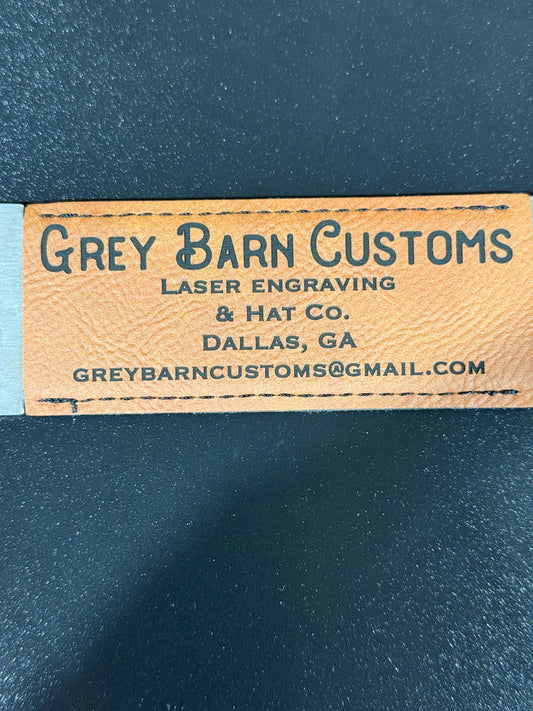 Grey Barn Customs
Laser engraving
& Hat Co.
Dallas, GA
greybarncustoms@gmail.com